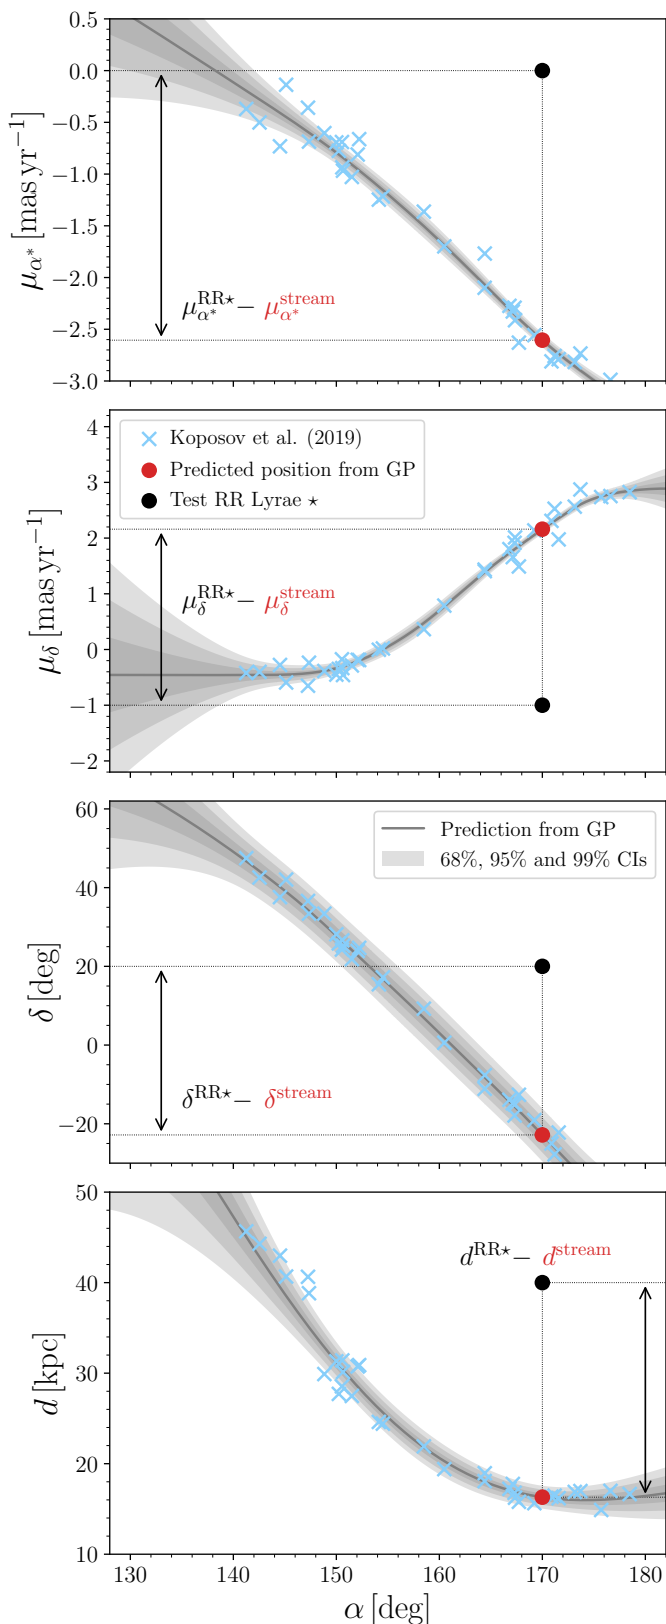 0.5
0.0
−0.5
−1.0
−1.5
−2.0
−2.5
−3.0
μα* [mas yr−1]
μα*RR⋆ − μα*stream
4
3
2
1
0
−1
−2
μδ [mas yr−1]
Koposov et al. (2019)
Predicted position from GP
Test RR Lyrae ⋆
μδRR⋆ − μδstream
60
40
20
0
−20
δ [deg]
Prediction from GP
68%, 95% and 99% CIs
δRR⋆ − δstream
50
40
30
20
10
d [kpc]
dRR⋆ − dstream
130 140 150 160 170 180
α [deg]